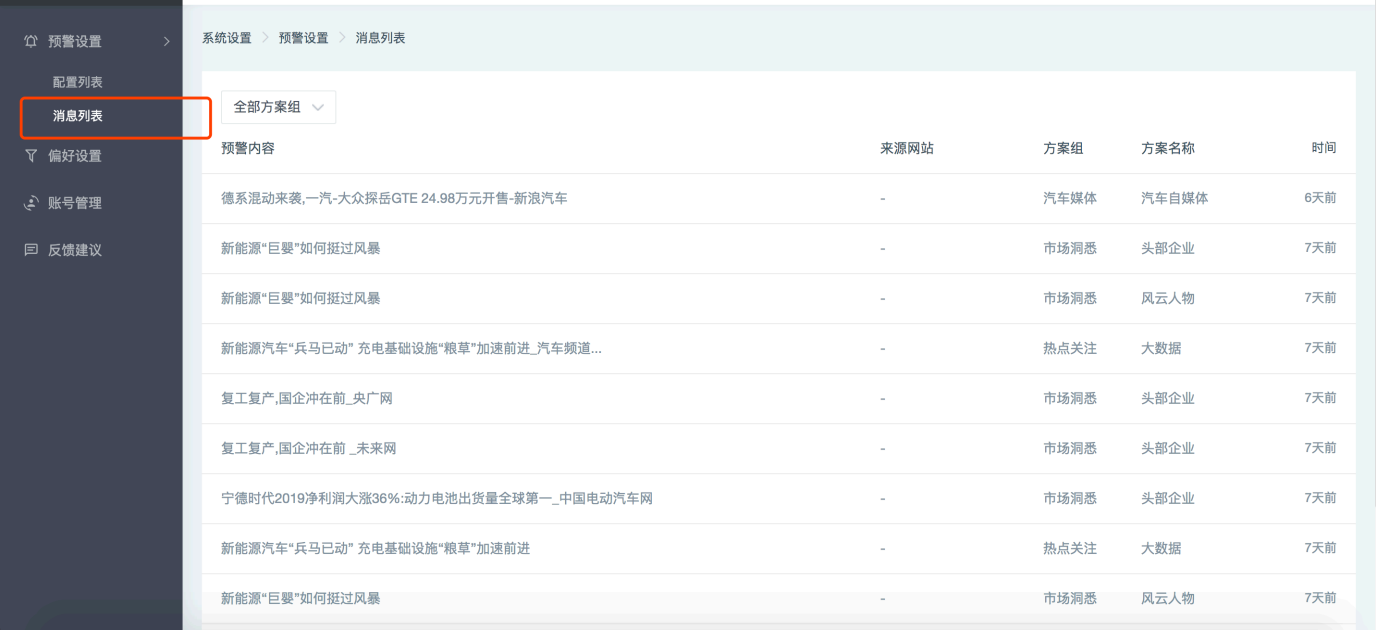 预警设置
配置列表
消息列表
偏好设置
账号管理
反馈建议
系统设置 预警设置 消息列表
全部方案组
预警内容 来源网站 方案组 方案名称 时间
德系混动来袭,一汽-大众探岳GTE 24.98万元开售-新浪汽车 - 汽车媒体 汽车自媒体 6天前
新能源“巨婴”如何挺过风暴 - 市场洞悉 头部企业 7天前
新能源“巨婴”如何挺过风暴 - 市场洞悉 风云人物 7天前
新能源汽车“兵马已动” 充电基础设施“粮草”加速前进_汽车频道... - 热点关注 大数据 7天前
复工复产,国企冲在前_央广网 - 市场洞悉 头部企业 7天前
复工复产,国企冲在前 _未来网 - 市场洞悉 头部企业 7天前
宁德时代2019净利润大涨36%:动力电池出货量全球第一_中国电动汽车网 - 市场洞悉 头部企业 7天前
新能源汽车“兵马已动” 充电基础设施“粮草”加速前进 - 热点关注 大数据 7天前
新能源“巨婴”如何挺过风暴 - 市场洞悉 风云人物 7天前